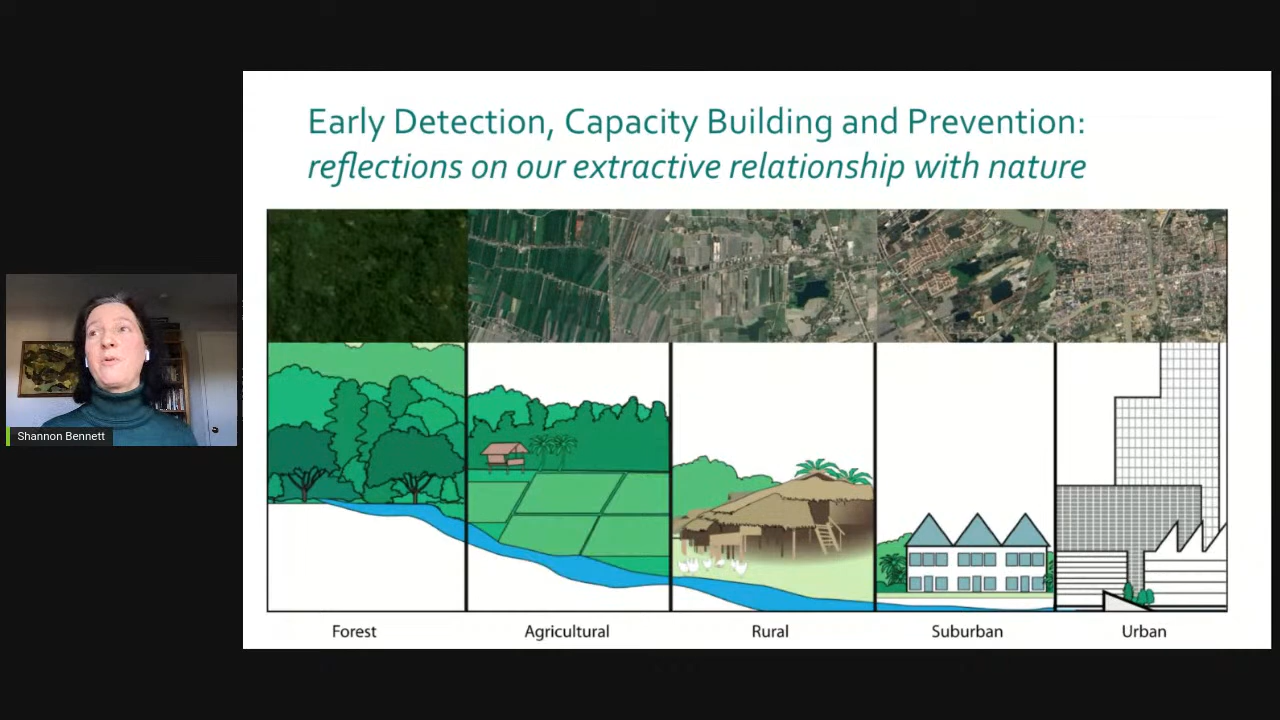 Early Detection, Capacity Building and Prevention:
reflections on our extractive relationship with nature
Shannon Bennett
Forest Agricultural Rural Suburban Urban